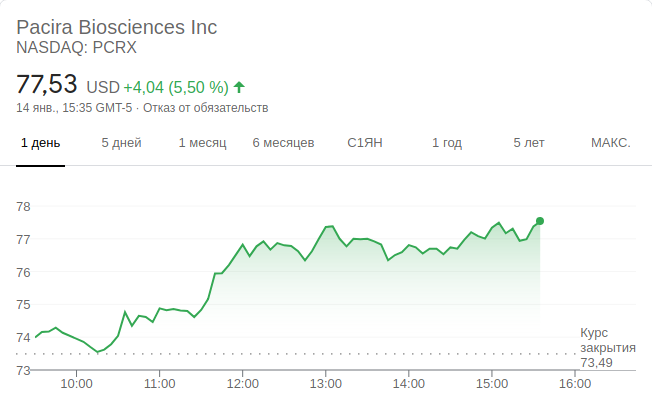 Pacira Biosciences Inc
NASDAQ: PCRX
77,53 USD +4,04 (5,50 %)
14 янв., 15:35 GMT-5 · Отказ от обязательств
1 день 5 дней 1 месяц 6 месяцев С1ЯН 1 год 5 лет МАКС.
78
77
76
75
74
73
Курс
закрытия
73,49
10:00 11:00 12:00 13:00 14:00 15:00 16:00